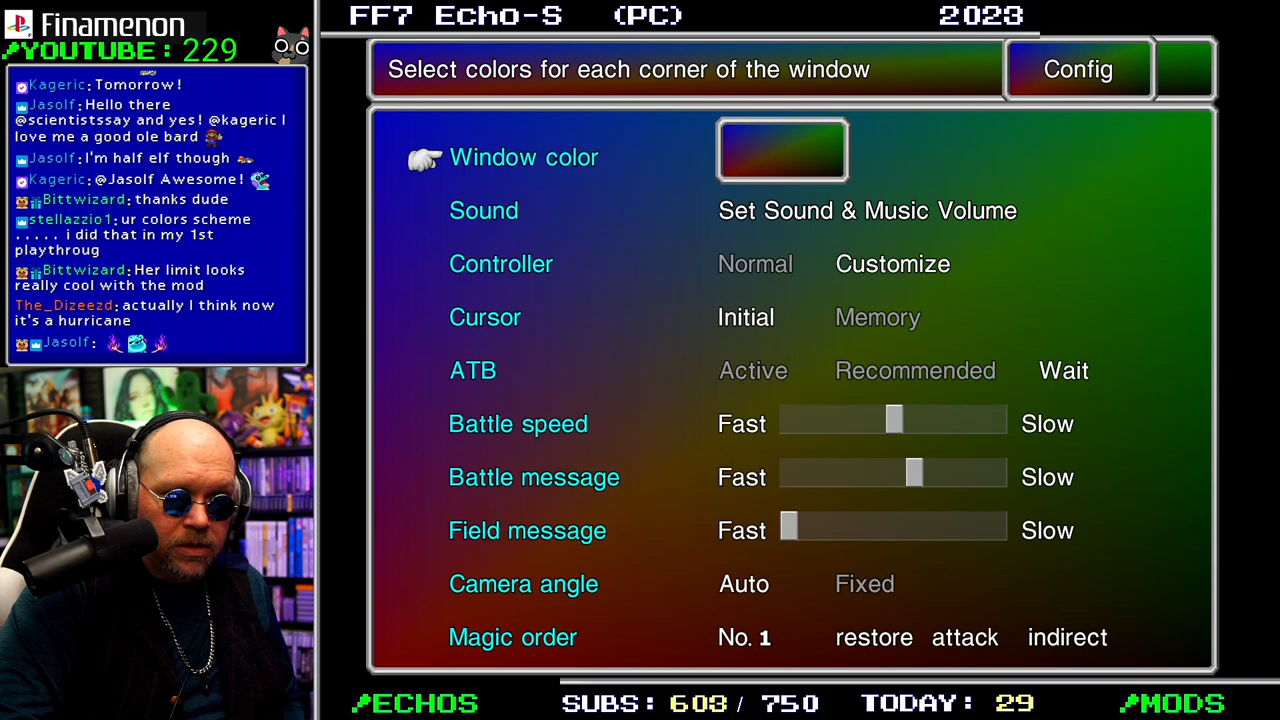 Finamenon
/YOUTUBE: 229
FF7 Echo-S (PC) 2023
Kageric: Tomorrow!
Jasolf: Hello there
@scientistssay and yes! @kageric I
love me a good ole bard
Jasolf: I'm half elf though
Kageric: @Jasolf Awesome!
Bittwizard: thanks dude
stellazzio1: ur colors scheme
..... i did that in my 1st
playthroug
Bittwizard: Her limit looks
really cool with the mod
The_Dizeezd: actually I think now
it's a hurricane
Jasolf:
Select colors for each corner of the window
Config
Window color
Sound Set Sound & Music Volume
Controller Normal Customize
Cursor Initial Memory
ATB Active Recommended Wait
Battle speed Fast Slow
Battle message Fast Slow
Field message Fast Slow
Camera angle Auto Fixed
Magic order No. 1 restore attack indirect
/ECHOS SUBS: 603/ 750 TODAY: 29 /MODS